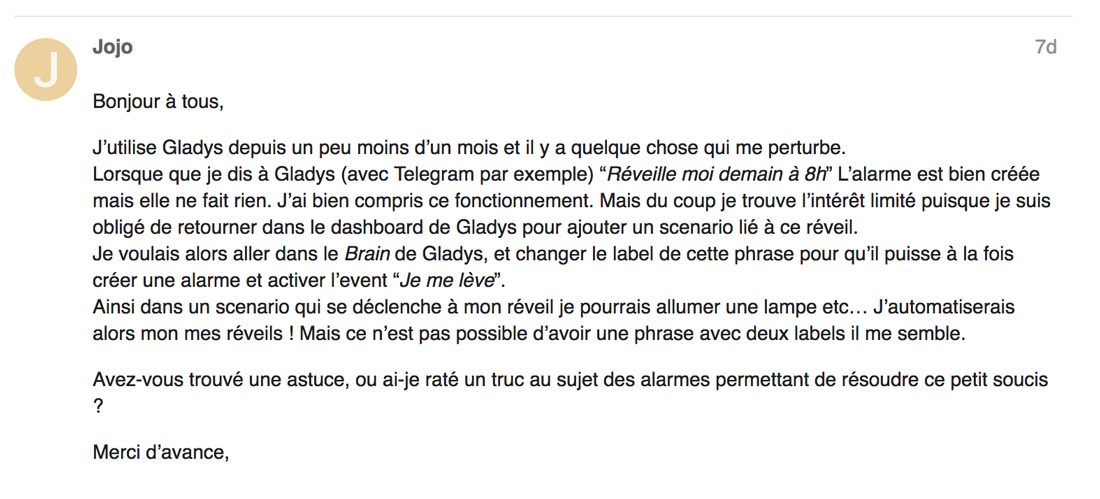 J
Jojo
7d
Bonjour à tous,
J’utilise Gladys depuis un peu moins d’un mois et il y a quelque chose qui me perturbe.
Lorsque que je dis à Gladys (avec Telegram par exemple) “Réveille moi demain à 8h” L’alarme est bien créée
mais elle ne fait rien. J’ai bien compris ce fonctionnement. Mais du coup je trouve l’intérêt limité puisque je suis
obligé de retourner dans le dashboard de Gladys pour ajouter un scenario lié à ce réveil.
Je voulais alors aller dans le Brain de Gladys, et changer le label de cette phrase pour qu’il puisse à la fois
créer une alarme et activer l’event “Je me lève”.
Ainsi dans un scenario qui se déclenche à mon réveil je pourrais allumer une lampe etc… J’automatiserais
alors mon mes réveils ! Mais ce n’est pas possible d’avoir une phrase avec deux labels il me semble.
Avez-vous trouvé une astuce, ou ai-je raté un truc au sujet des alarmes permettant de résoudre ce petit soucis
?
Merci d’avance,